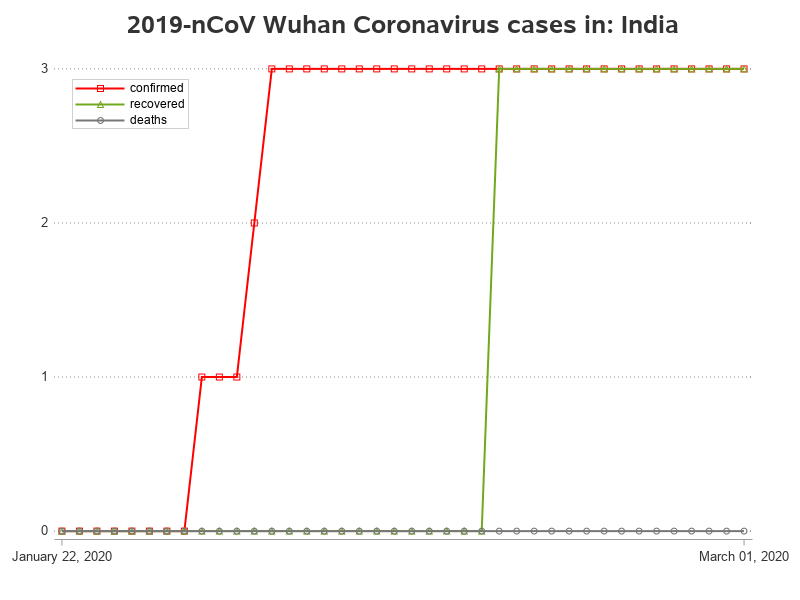 2019-nCoV Wuhan Coronavirus cases in: India
3
confirmed
recovered
deaths
2
1
0
January 22, 2020
March 01, 2020